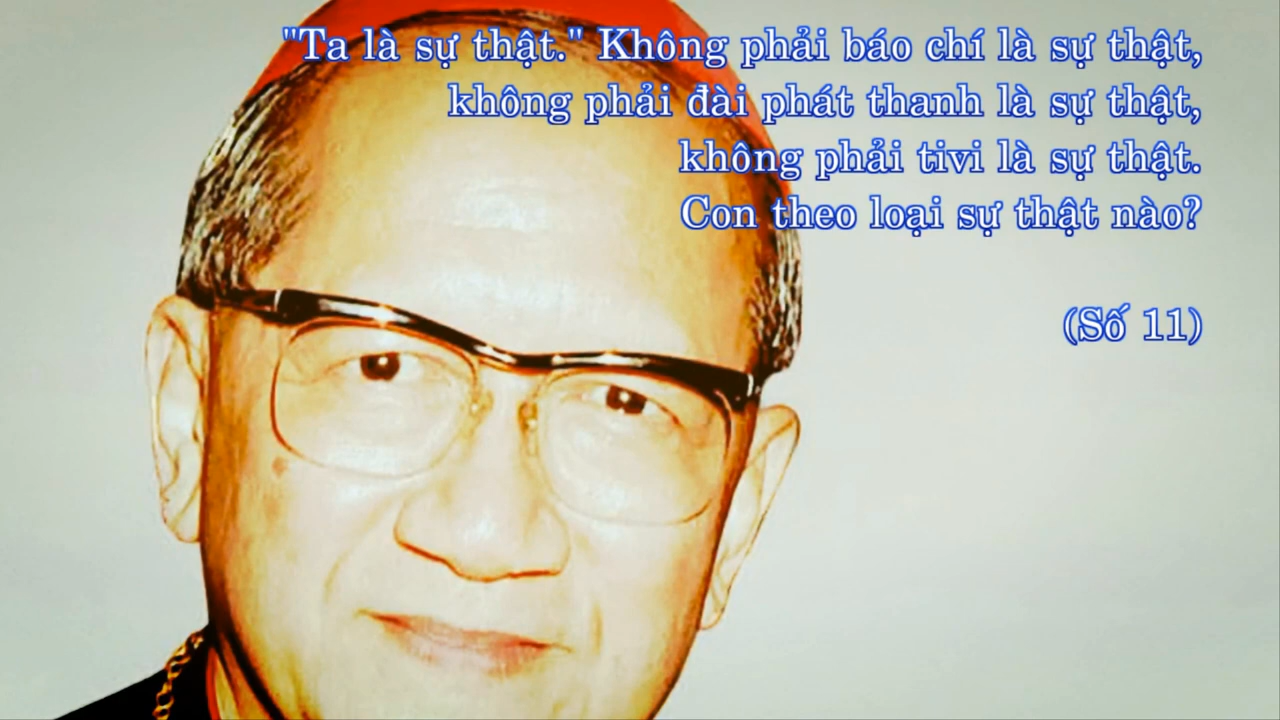 "Ta là sự thật." Không phải báo chí là sự thật,
không phải đài phát thanh là sự thật,
không phải tivi là sự thật.
Con theo loại sự thật nào?
(Số 11)